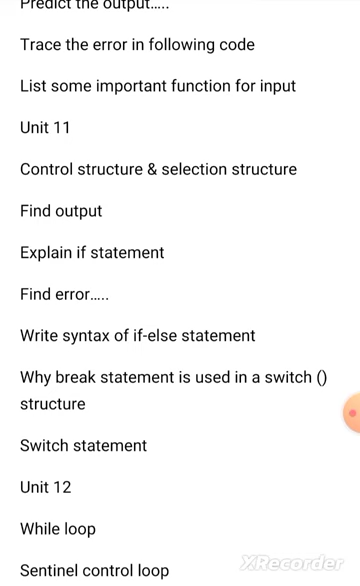 Predict the output.....
Trace the error in following code
List some important function for input
Unit 11
Control structure & selection structure
Find output
Explain if statement
Find error.....
Write syntax of if-else statement
Why break statement is used in a switch ()
structure
Switch statement
Unit 12
While loop
Sentinel control loop
XRecorder